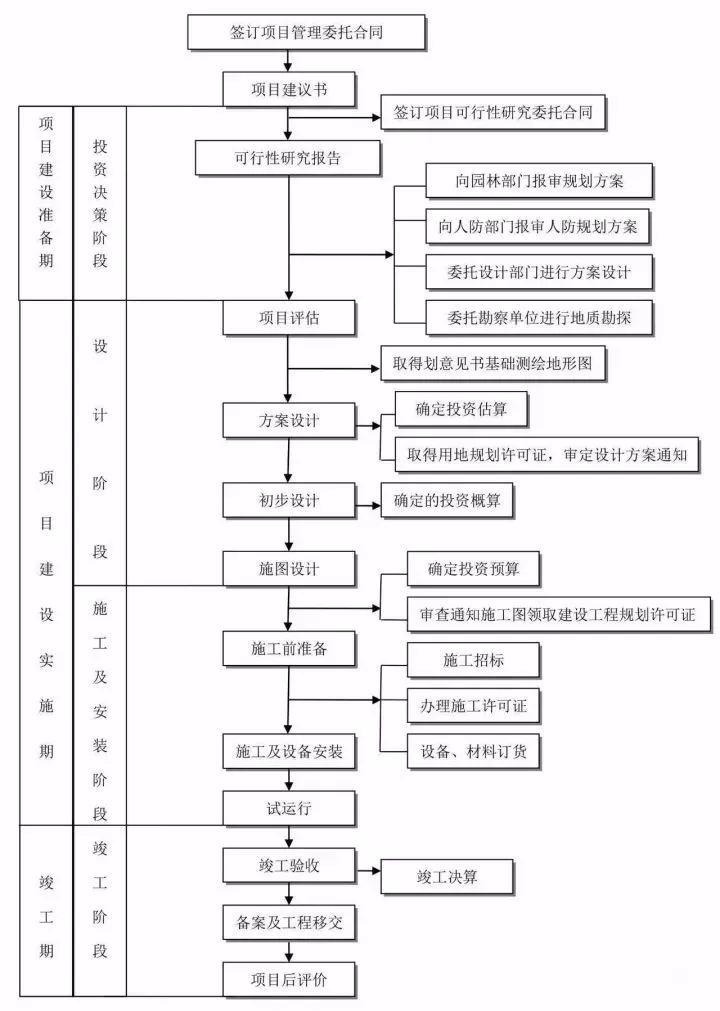 签订项目管理委托合同
项目建议书
签订项目可行性研究委托合同
项目建设准备期
投资决策阶段
可行性研究报告
向园林部门报审规划方案
向人防部门报审人防规划方案
委托设计部门进行方案设计
委托勘察单位进行地质勘探
项目评估
取得划意见书基础测绘地形图
项目建设实施期
设计阶段
方案设计
确定投资估算
取得用地规划许可证，审定设计方案通知
初步设计
确定的投资概算
施图设计
确定投资预算
审查通知施工图领取建设工程规划许可证
施工及安装阶段
施工前准备
施工招标
办理施工许可证
设备、材料订货
施工及设备安装
试运行
竣工期
竣工阶段
竣工验收
竣工决算
备案及工程移交
项目后评价